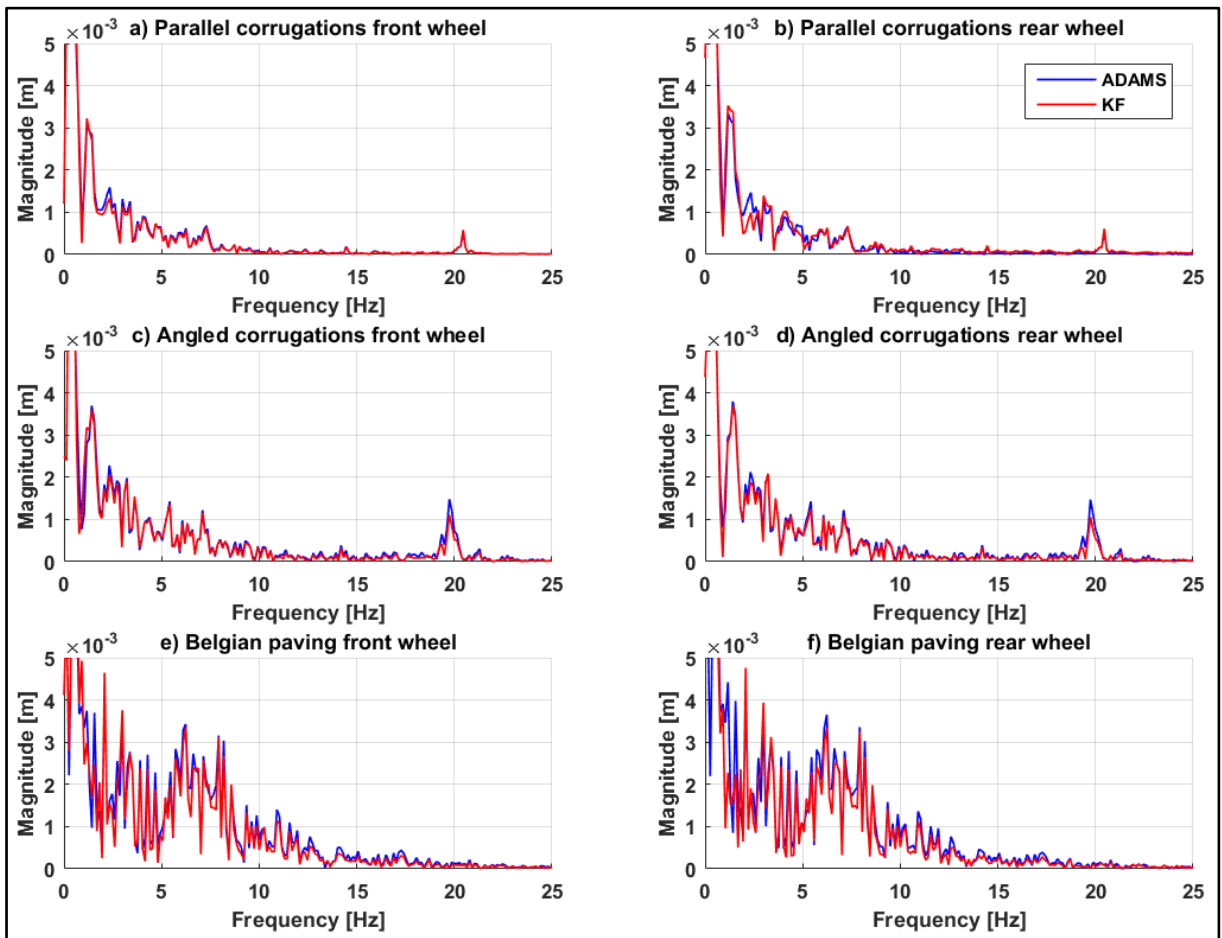 a) Parallel corrugations front wheel
×10⁻³
5
4
3
2
1
0
Magnitude [m]
0 5 10 15 20 25
Frequency [Hz]
b) Parallel corrugations rear wheel
×10⁻³
5
4
3
2
1
0
Magnitude [m]
ADAMS
KF
0 5 10 15 20 25
Frequency [Hz]
c) Angled corrugations front wheel
×10⁻³
5
4
3
2
1
0
Magnitude [m]
0 5 10 15 20 25
Frequency [Hz]
d) Angled corrugations rear wheel
×10⁻³
5
4
3
2
1
0
Magnitude [m]
0 5 10 15 20 25
Frequency [Hz]
e) Belgian paving front wheel
×10⁻³
5
4
3
2
1
0
Magnitude [m]
0 5 10 15 20 25
Frequency [Hz]
f) Belgian paving rear wheel
×10⁻³
5
4
3
2
1
0
Magnitude [m]
0 5 10 15 20 25
Frequency [Hz]